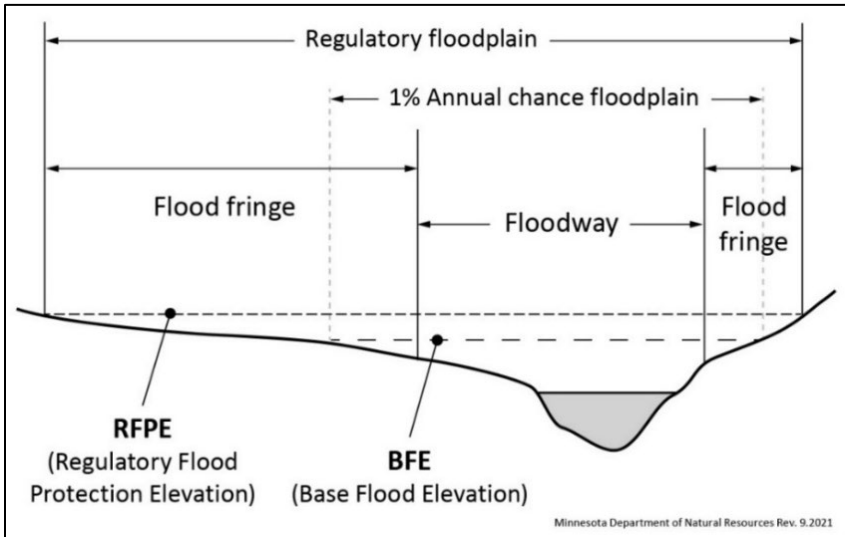 Regulatory floodplain
1% Annual chance floodplain
Flood fringe
Floodway
Flood
fringe
RFPE
(Regulatory Flood
Protection Elevation)
BFE
(Base Flood Elevation)
Minnesota Department of Natural Resources Rev. 9.2021